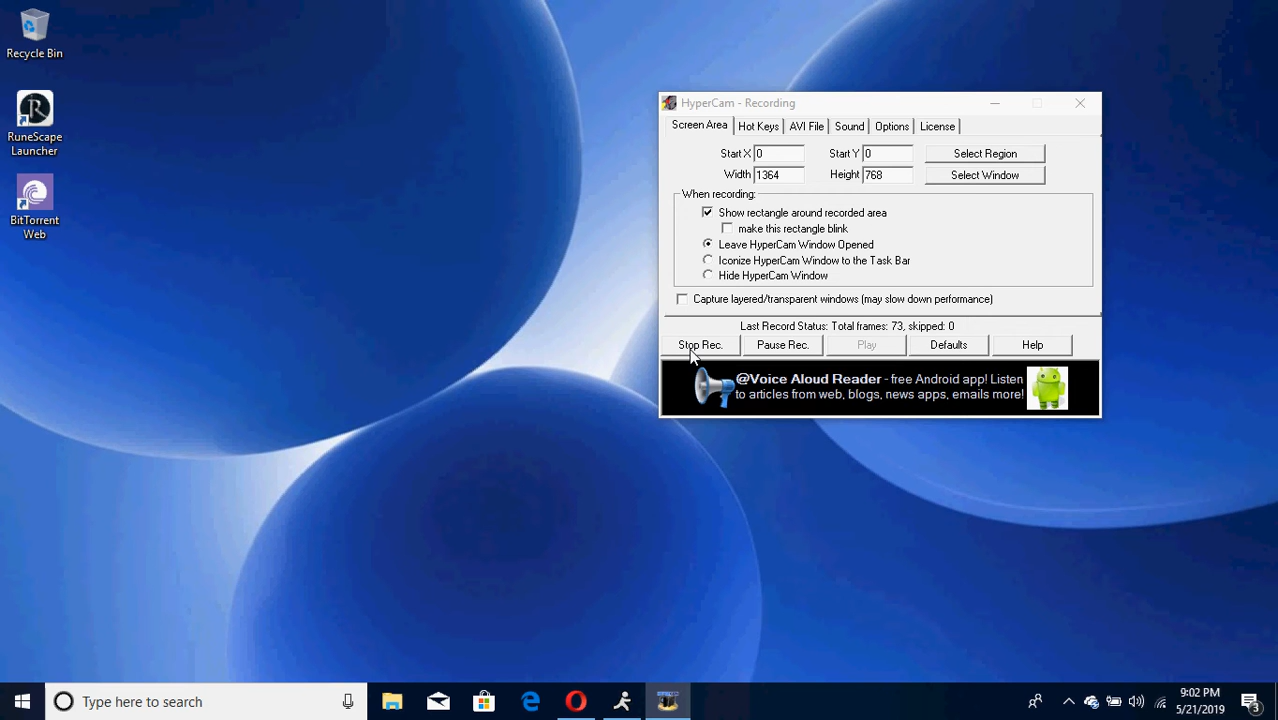 Recycle Bin
RuneScape
Launcher
BitTorrent
Web
HyperCam - Recording
Screen Area Hot Keys AVI File Sound Options License
Start X 0 Start Y 0 Select Region
Width 1364 Height 768 Select Window
When recording:
Show rectangle around recorded area
make this rectangle blink
Leave HyperCam Window Opened
Iconize HyperCam Window to the Task Bar
Hide HyperCam Window
Capture layered/transparent windows (may slow down performance)
Last Record Status: Total frames: 73, skipped: 0
Stop Rec. Pause Rec. Play Defaults Help
@Voice Aloud Reader - free Android app! Listen
to articles from web, blogs, news apps, emails more!
Type here to search
9:02 PM
5/21/2019
3